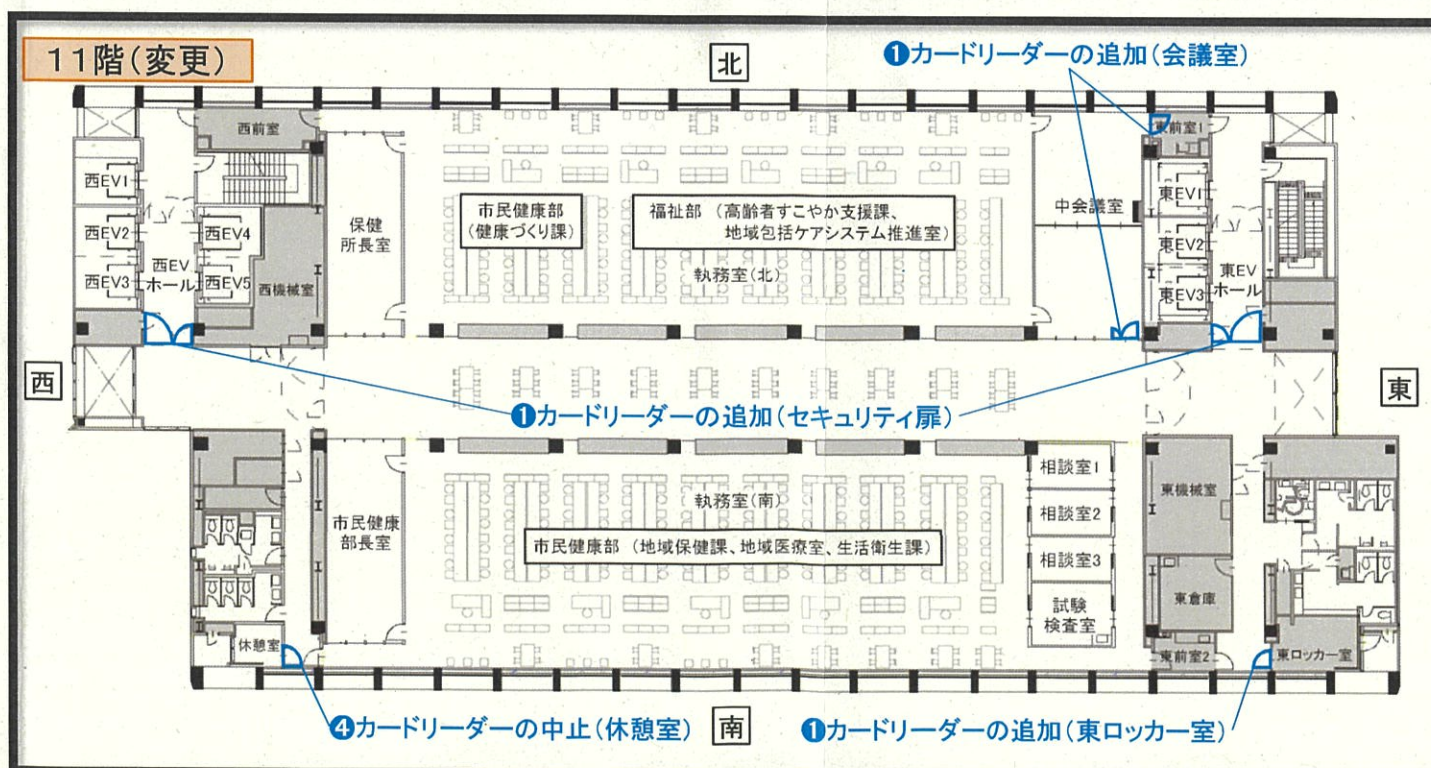 11階(変更)
北
❶カードリーダーの追加(会議室)
西前室
東前室1
西EV1
西EV2
西EV3
西EV
ホール
西EV4
西EV5
西機械室
保健
所長室
市民健康部
(健康づくり課)
福祉部 (高齢者すこやか支援課、
地域包括ケアシステム推進室)
執務室(北)
中会議室
東EV1
東EV2
東EV3
東EV
ホール
西
東
❶カードリーダーの追加(セキュリティ扉)
市民健康
部長室
執務室(南)
市民健康部 (地域保健課、地域医療室、生活衛生課)
相談室1
相談室2
相談室3
試験
検査室
東機械室
東倉庫
東前室2
東ロッカー室
休憩室
❹カードリーダーの中止(休憩室)
南
❶カードリーダーの追加(東ロッカー室)